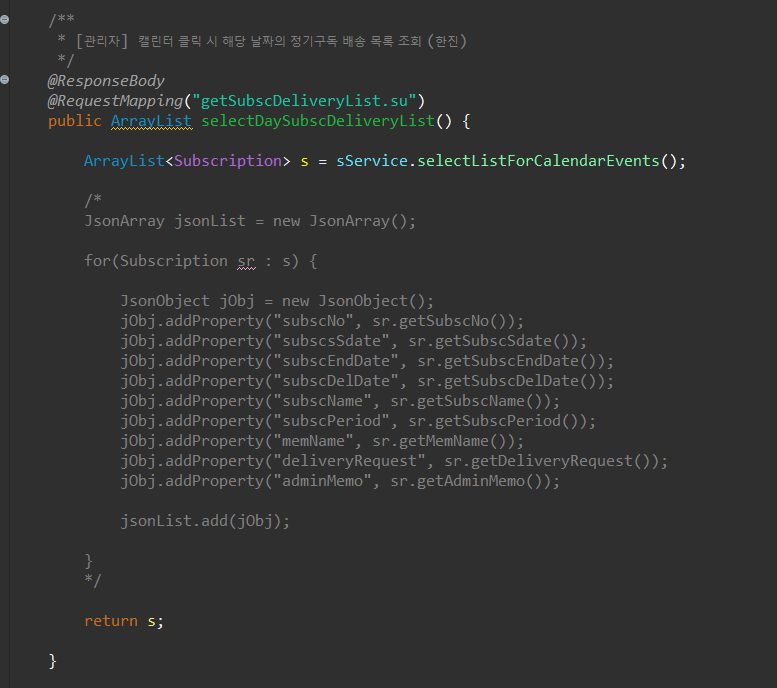 /**
 * [관리자] 캘린터 클릭 시 해당 날짜의 정기구독 배송 목록 조회 (한진)
 */
@ResponseBody
@RequestMapping("getSubscDeliveryList.su")
public ArrayList selectDaySubscDeliveryList() {
ArrayList<Subscription> s = sService.selectListForCalendarEvents();
/*
JsonArray jsonList = new JsonArray();
for(Subscription sr : s) {
JsonObject jObj = new JsonObject();
jObj.addProperty("subscNo", sr.getSubscNo());
jObj.addProperty("subscsSdate", sr.getSubscSdate());
jObj.addProperty("subscEndDate", sr.getSubscEndDate());
jObj.addProperty("subscDelDate", sr.getSubscDelDate());
jObj.addProperty("subscName", sr.getSubscName());
jObj.addProperty("subscPeriod", sr.getSubscPeriod());
jObj.addProperty("memName", sr.getMemName());
jObj.addProperty("deliveryRequest", sr.getDeliveryRequest());
jObj.addProperty("adminMemo", sr.getAdminMemo());
jsonList.add(jObj);
}
*/
return s;
}